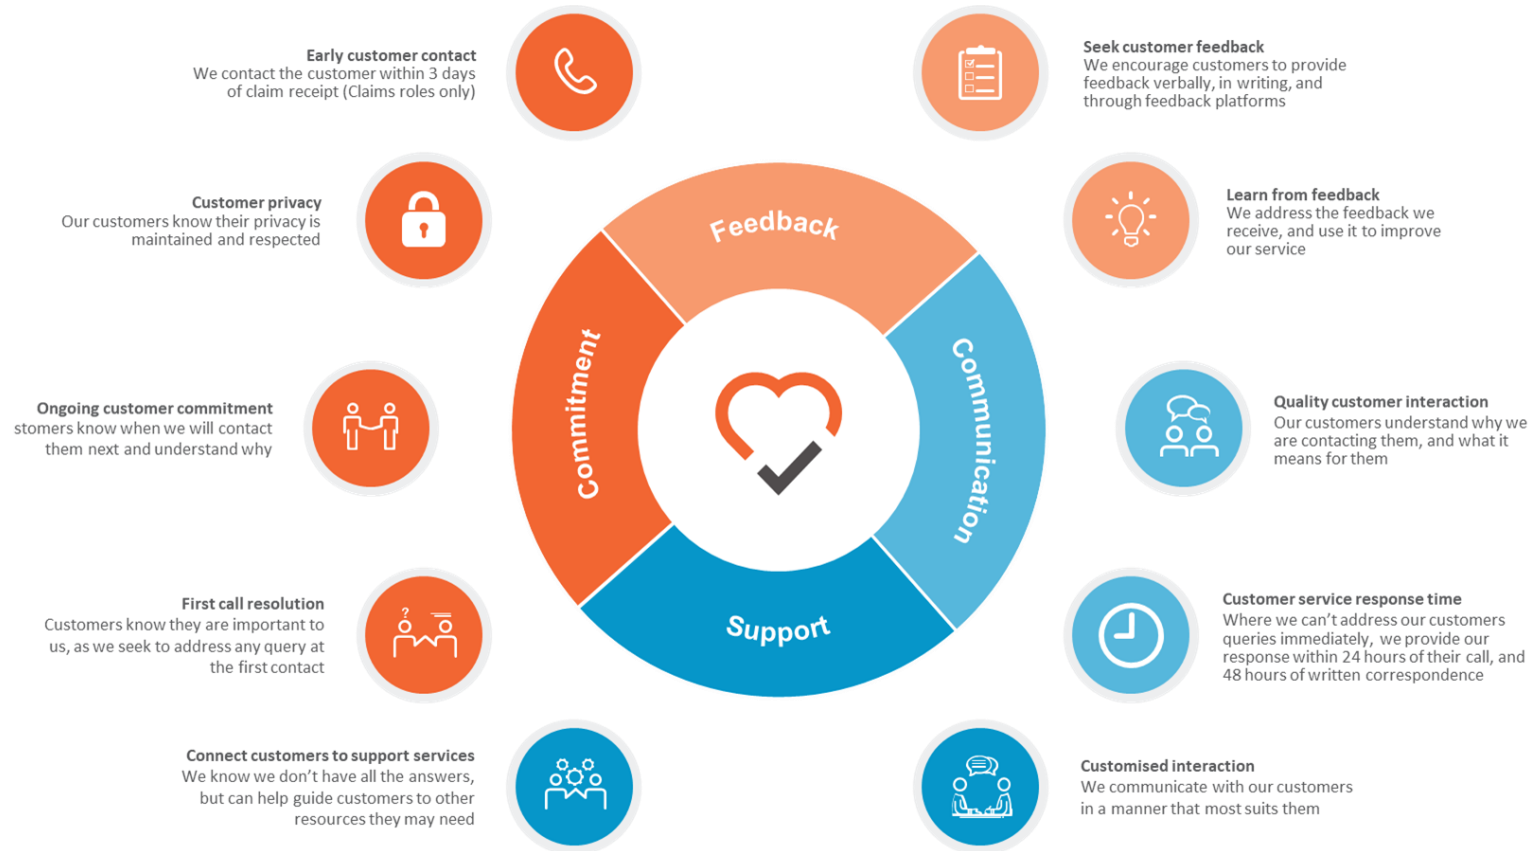 Early customer contact
We contact the customer within 3 days
of claim receipt (Claims roles only)
Customer privacy
Our customers know their privacy is
maintained and respected
Ongoing customer commitment
stomers know when we will contact
them next and understand why
First call resolution
Customers know they are important to
us, as we seek to address any query at
the first contact
Connect customers to support services
We know we don't have all the answers,
but can help guide customers to other
resources they may need
Feedback
Commitment
Communication
Support
?
Seek customer feedback
We encourage customers to provide
feedback verbally, in writing, and
through feedback platforms
Learn from feedback
We address the feedback we
receive, and use it to improve
our service
Quality customer interaction
Our customers understand why we
are contacting them, and what it
means for them
Customer service response time
Where we can't address our customers
queries immediately, we provide our
response within 24 hours of their call, and
48 hours of written correspondence
Customised interaction
We communicate with our customers
in a manner that most suits them